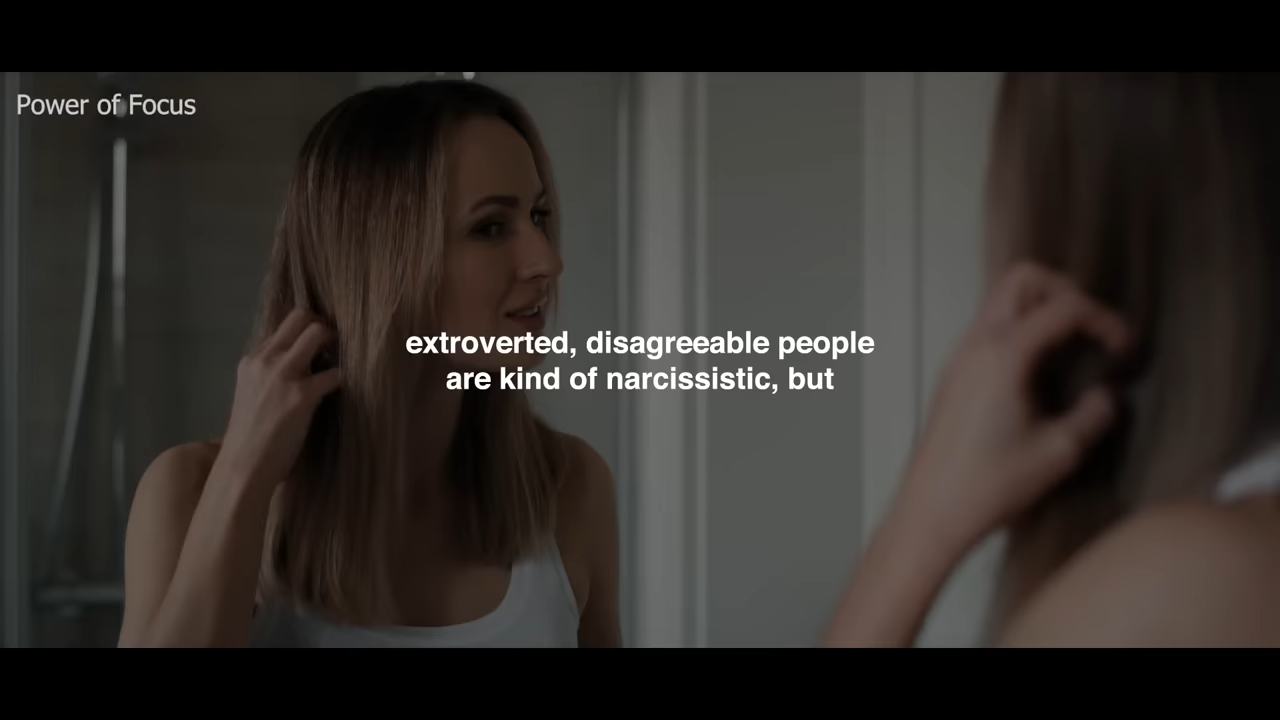 Power of Focus
extroverted, disagreeable people
are kind of narcissistic, but